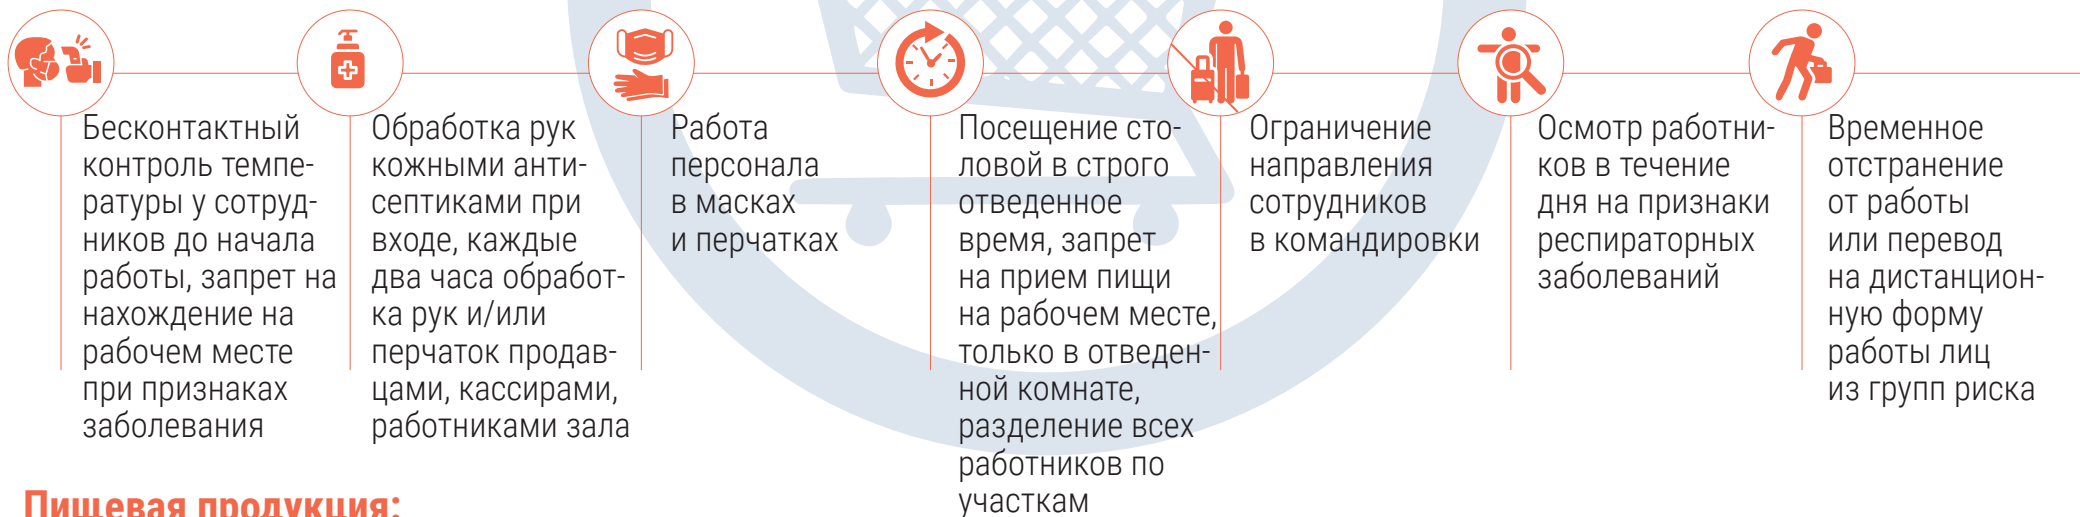 Бесконтактный
контроль темпе-
ратуры у сотруд-
ников до начала
работы, запрет на
нахождение на
рабочем месте
при признаках
заболевания
Обработка рук
кожными анти-
септиками при
входе, каждые
два часа обработ-
ка рук и/или
перчаток продав-
цами, кассирами,
работниками зала
Работа
персонала
в масках
и перчатках
Посещение сто-
ловой в строго
отведенное
время, запрет
на прием пищи
на рабочем месте,
только в отведен-
ной комнате,
разделение всех
работников по
участкам
Ограничение
направления
сотрудников
в командировки
Осмотр работни-
ков в течение
дня на признаки
респираторных
заболеваний
Временное
отстранение
от работы
или перевод
на дистанцион-
ную форму
работы лиц
из групп риска
Пищевая продукция: